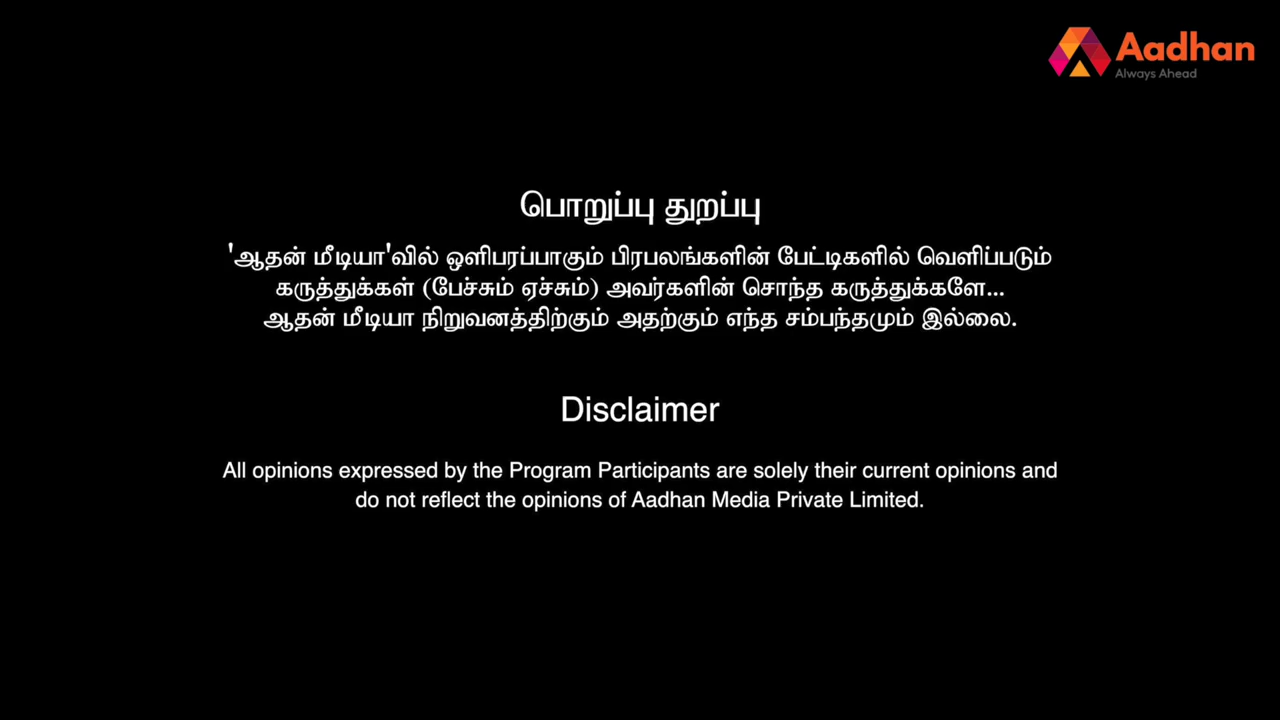 Aadhan
Always Ahead
பொறுப்பு துறப்பு
'ஆதன் மீடியா'வில் ஒளிபரப்பாகும் பிரபலங்களின் பேட்டிகளில் வெளிப்படும்
கருத்துக்கள் (பேச்சும் ஏச்சும்) அவர்களின் சொந்த கருத்துக்களே...
ஆதன் மீடியா நிறுவனத்திற்கும் அதற்கும் எந்த சம்பந்தமும் இல்லை.
Disclaimer
All opinions expressed by the Program Participants are solely their current opinions and
do not reflect the opinions of Aadhan Media Private Limited.